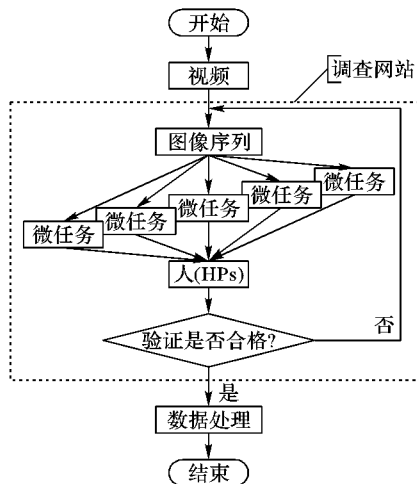 开始
视频
调查网站
图像序列
微任务
微任务
微任务
微任务
微任务
人(HPs)
验证是否合格?
否
是
数据处理
结束